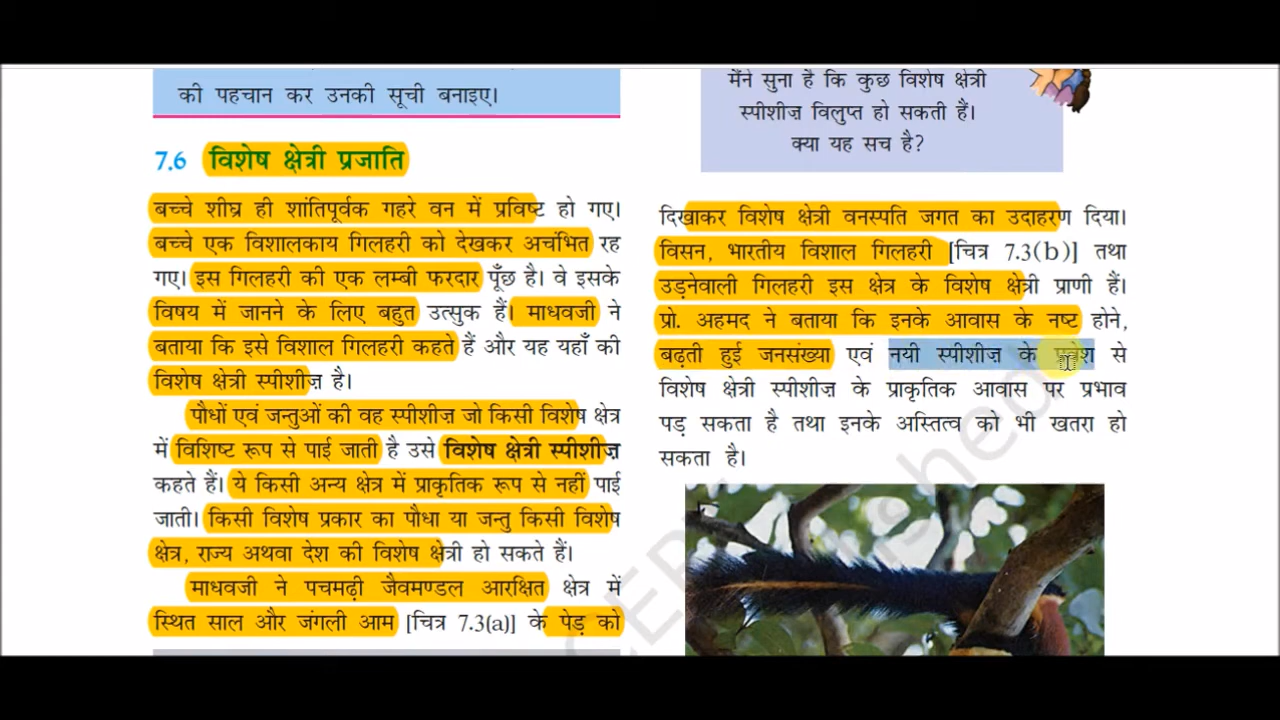 की पहचान कर उनकी सूची बनाइए।
7.6 विशेष क्षेत्री प्रजाति
बच्चे शीघ्र ही शांतिपूर्वक गहरे वन में प्रविष्ट हो गए।
बच्चे एक विशालकाय गिलहरी को देखकर अचंभित रह
गए। इस गिलहरी की एक लम्बी फरदार पूँछ है। वे इसके
विषय में जानने के लिए बहुत उत्सुक हैं। माधवजी ने
बताया कि इसे विशाल गिलहरी कहते हैं और यह यहाँ की
विशेष क्षेत्री स्पीशीज़ है।
पौधों एवं जन्तुओं की वह स्पीशीज़ जो किसी विशेष क्षेत्र
में विशिष्ट रूप से पाई जाती है उसे विशेष क्षेत्री स्पीशीज़
कहते हैं। ये किसी अन्य क्षेत्र में प्राकृतिक रूप से नहीं पाई
जाती। किसी विशेष प्रकार का पौधा या जन्तु किसी विशेष
क्षेत्र, राज्य अथवा देश की विशेष क्षेत्री हो सकते हैं।
माधवजी ने पचमढ़ी जैवमण्डल आरक्षित क्षेत्र में
स्थित साल और जंगली आम [चित्र 7.3(a)] के पेड़ को
मैंने सुना है कि कुछ विशेष क्षेत्री
स्पीशीज़ विलुप्त हो सकती हैं।
क्या यह सच है?
दिखाकर विशेष क्षेत्री वनस्पति जगत का उदाहरण दिया।
विसन, भारतीय विशाल गिलहरी [चित्र 7.3(b)] तथा
उड़नेवाली गिलहरी इस क्षेत्र के विशेष क्षेत्री प्राणी हैं।
प्रो. अहमद ने बताया कि इनके आवास के नष्ट होने,
बढ़ती हुई जनसंख्या एवं नयी स्पीशीज़ के प्रवेश से
विशेष क्षेत्री स्पीशीज़ के प्राकृतिक आवास पर प्रभाव
पड़ सकता है तथा इनके अस्तित्व को भी खतरा हो
सकता है।